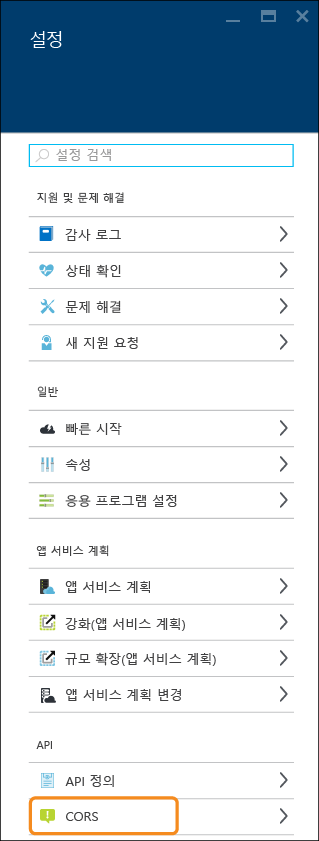 설정
설정 검색
지원 및 문제 해결
감사 로그
상태 확인
문제 해결
새 지원 요청
일반
빠른 시작
속성
응용 프로그램 설정
앱 서비스 계획
앱 서비스 계획
강화(앱 서비스 계획)
규모 확장(앱 서비스 계획)
앱 서비스 계획 변경
API
API 정의
CORS